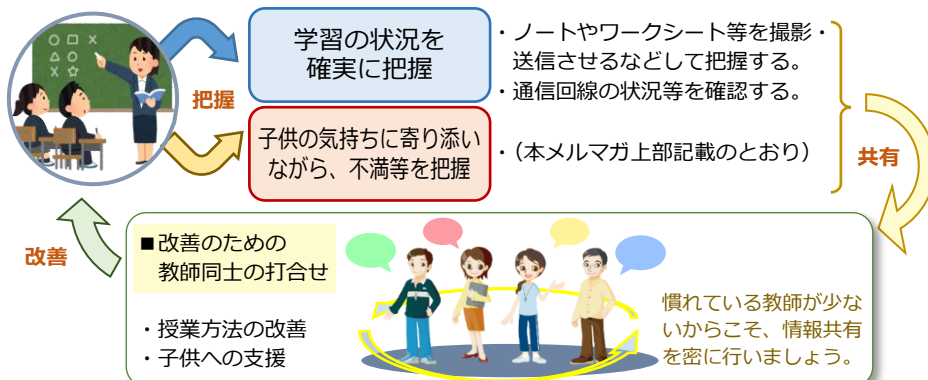 把握
学習の状況を
確実に把握
・ノートやワークシート等を撮影・
送信させるなどして把握する。
・通信回線の状況等を確認する。
子供の気持ちに寄り添い
ながら、不満等を把握
・（本メルマガ上部記載のとおり）
共有
改善
■改善のための
教師同士の打合せ
・授業方法の改善
・子供への支援
慣れている教師が少な
いからこそ、情報共有
を密に行いましょう。